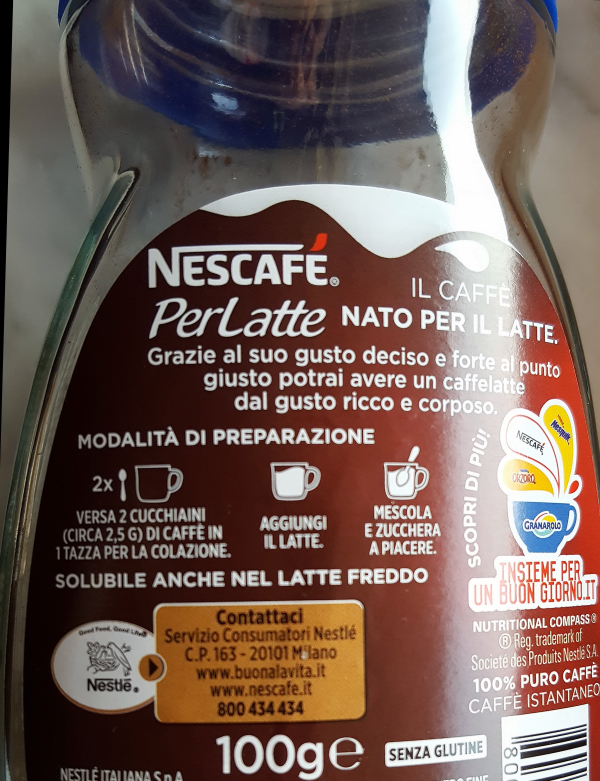 NESCAFÉ®
PerLatte
IL CAFFÈ
NATO PER IL LATTE.
Grazie al suo gusto deciso e forte al punto
giusto potrai avere un caffelatte
dal gusto ricco e corposo.
MODALITÀ DI PREPARAZIONE
2x
VERSA 2 CUCCHIAINI
(CIRCA 2,5 G) DI CAFFÈ IN
1 TAZZA PER LA COLAZIONE.
AGGIUNGI
IL LATTE.
MESCOLA
E ZUCCHERA
A PIACERE.
SOLUBILE ANCHE NEL LATTE FREDDO
SCOPRI DI PIÙ!
NESCAFÉ
Nesquik
ORZORO
GRANAROLO
INSIEME PER
UN BUON GIORNO.IT
Good Food, Good Life
Nestlé®
Contattaci
Servizio Consumatori Nestlé
C.P. 163 - 20101 Milano
www.buonalavita.it
www.nescafe.it
800 434 434
NUTRITIONAL COMPASS®
® Reg. trademark of
Société des Produits Nestlé S.A.
100% PURO CAFFÈ
CAFFÈ ISTANTANEO
100g e
SENZA GLUTINE
NESTLÉ ITALIANA S.p.A.